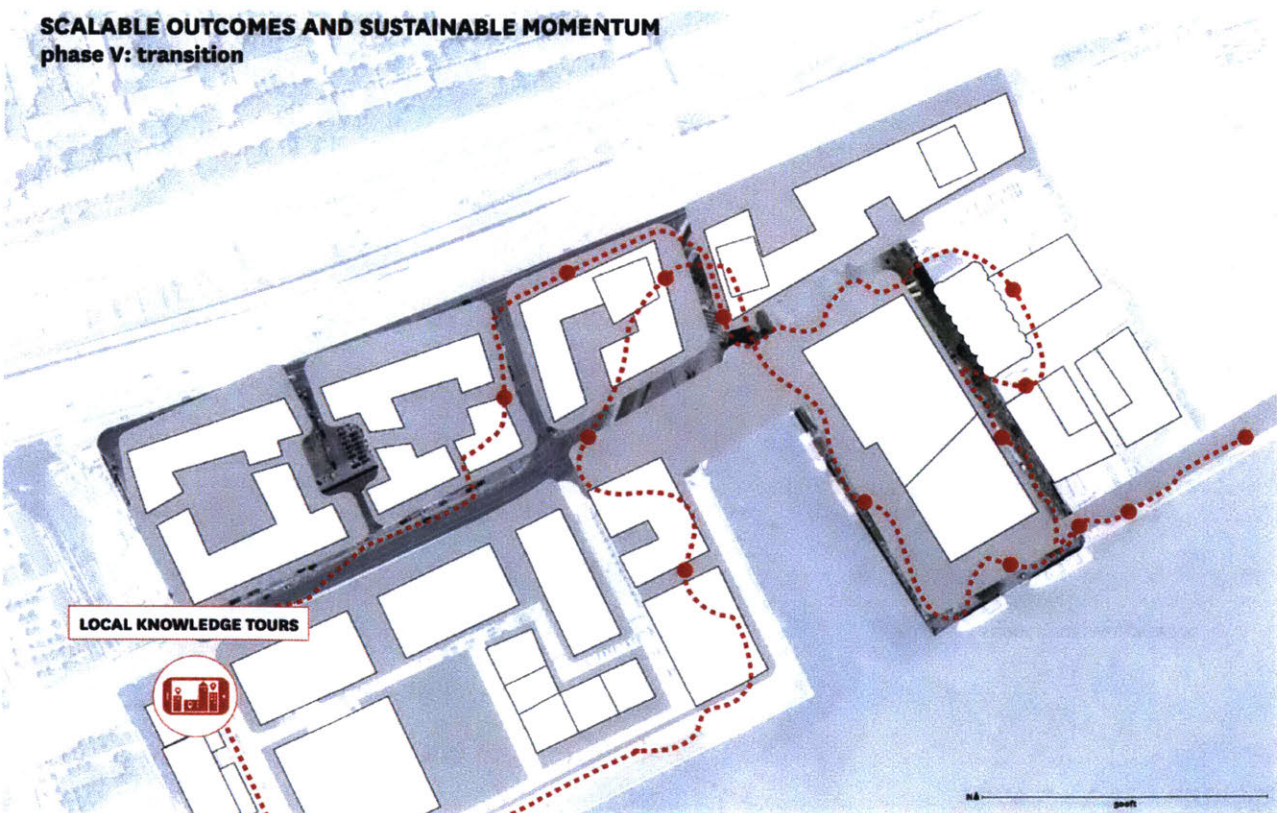 SCALABLE OUTCOMES AND SUSTAINABLE MOMENTUM
phase V: transition
LOCAL KNOWLEDGE TOURS